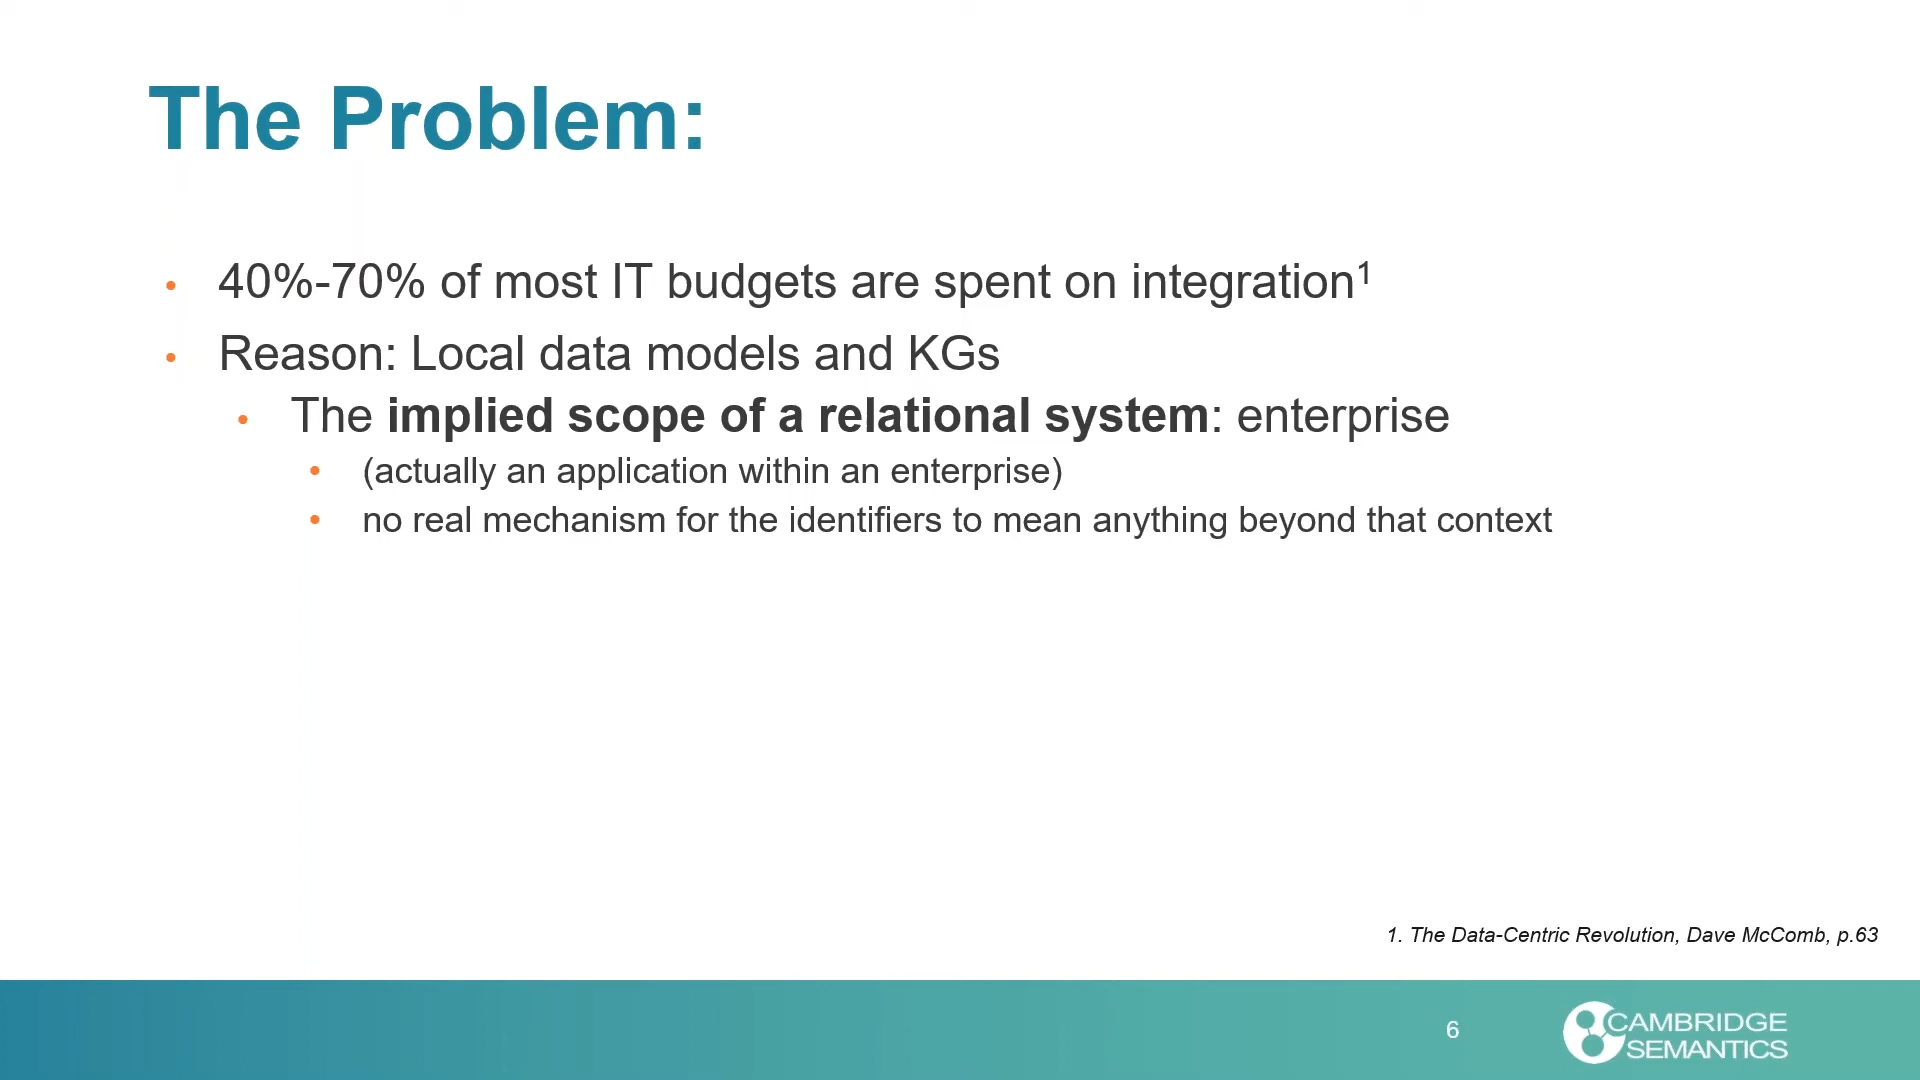 The Problem:
• 40%-70% of most IT budgets are spent on integration¹
• Reason: Local data models and KGs
• The implied scope of a relational system: enterprise
• (actually an application within an enterprise)
• no real mechanism for the identifiers to mean anything beyond that context
1. The Data-Centric Revolution, Dave McComb, p.63
6
CAMBRIDGE
SEMANTICS